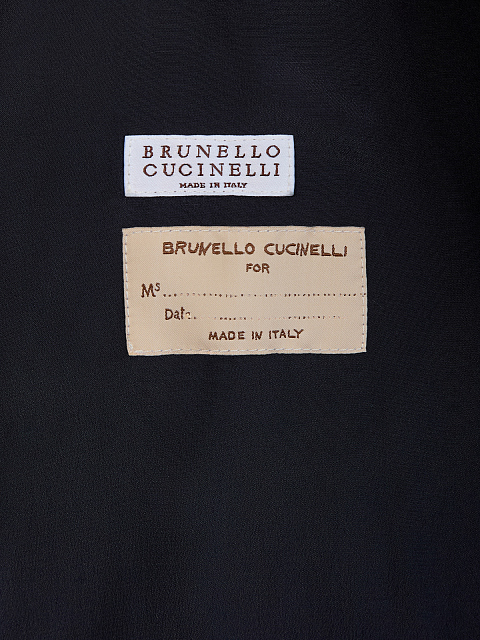 BRUNELLO
CUCINELLI
MADE IN ITALY
BRUNELLO CUCINELLI
FOR
Ms
Date
MADE IN ITALY